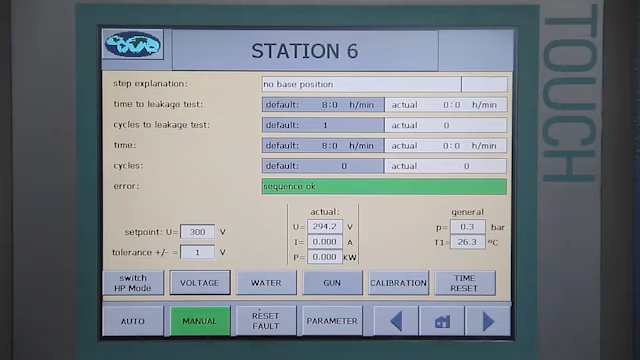 STATION 6
step explanation: no base position
time to leakage test: default: 8:0 h/min actual 0:0 h/min
cycles to leakage test: default: 1 actual 0
time: default: 8:0 h/min actual 0:0 h/min
cycles: default: 0 actual 0
error: sequence ok
actual: general
setpoint: U= 300 V U= 294.2 V p= 0.3 bar
I= 0.000 A T1= 26.3 ºC
tolerance +/- = 1 V P= 0.000 KW
switch HP Mode VOLTAGE WATER GUN CALIBRATION TIME RESET
AUTO MANUAL RESET FAULT PARAMETER
TOUCH